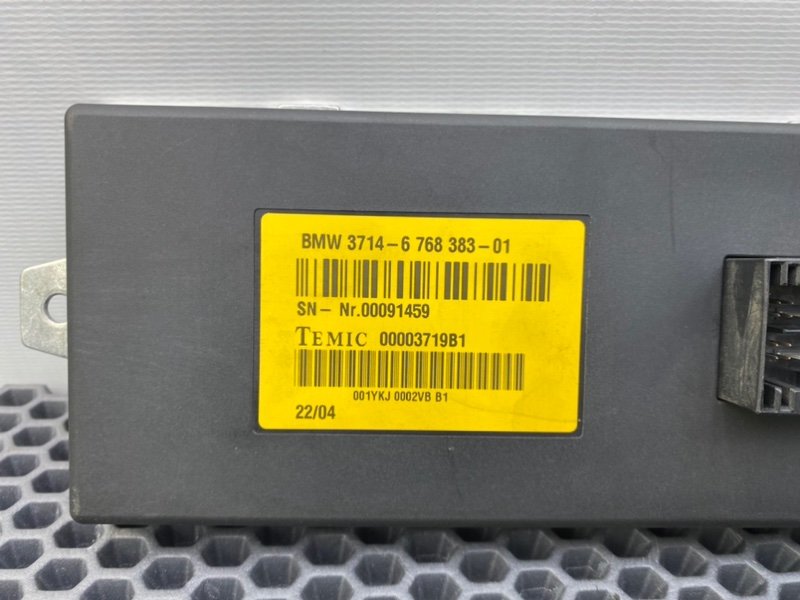 BMW 3714-6 768 383-01
SN- Nr.00091459
TEMIC 00003719B1
001YKJ 0002VB B1
22/04